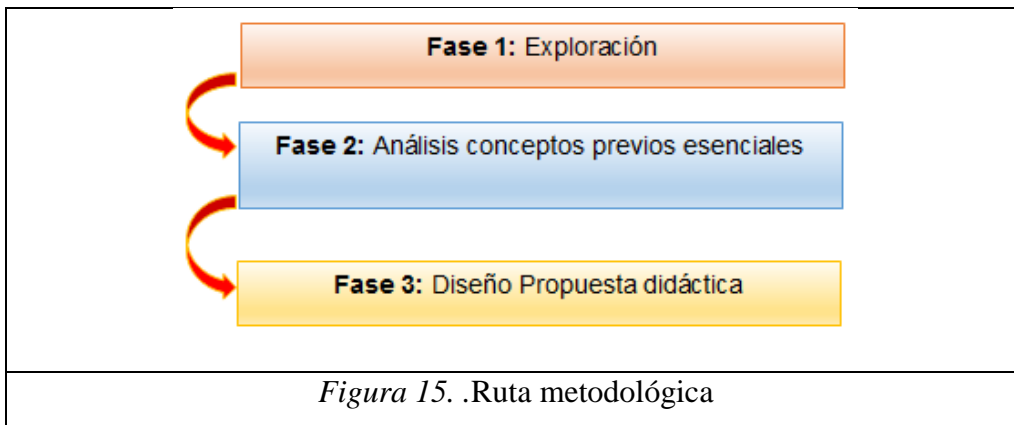 Fase 1: Exploración
Fase 2: Análisis conceptos previos esenciales
Fase 3: Diseño Propuesta didáctica
Figura 15. .Ruta metodológica